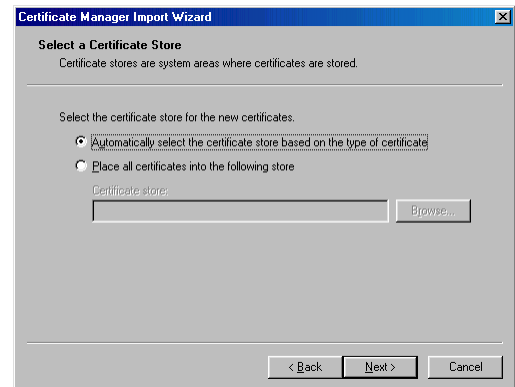 Certificate Manager Import Wizard
Select a Certificate Store
Certificate stores are system areas where certificates are stored.
Select the certificate store for the new certificates.
Automatically select the certificate store based on the type of certificate
Place all certificates into the following store
Certificate store:
Browse...
< Back
Next >
Cancel